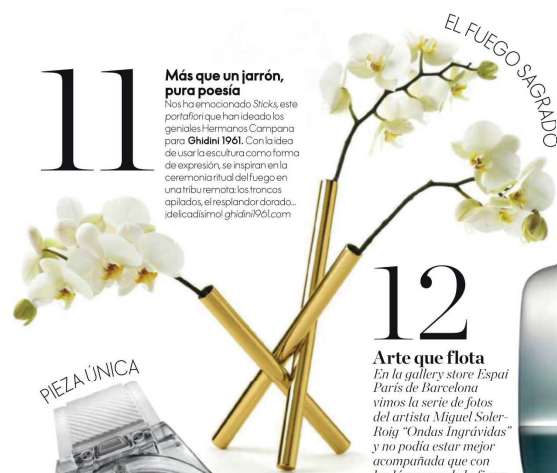 EL FUEGO SAGRADO
11
Más que un jarrón,
pura poesía
Nos ha emocionado Sticks, este
portafiori que han ideado los
geniales Hermanos Campana
para Ghidini 1961. Con la idea
de usar la escultura como forma
de expresión, se inspiran en la
ceremonia ritual del fuego en
una tribu remota: los troncos
apilados, el resplandor dorado...
¡delicadísimo! ghidini1961.com
PIEZA ÚNICA
12
Arte que flota
En la gallery store Espai
París de Barcelona
vimos la serie de fotos
del artista Miguel Soler-
Roig “Ondas Ingrávidas”
y no podía estar mejor
acompañada que con